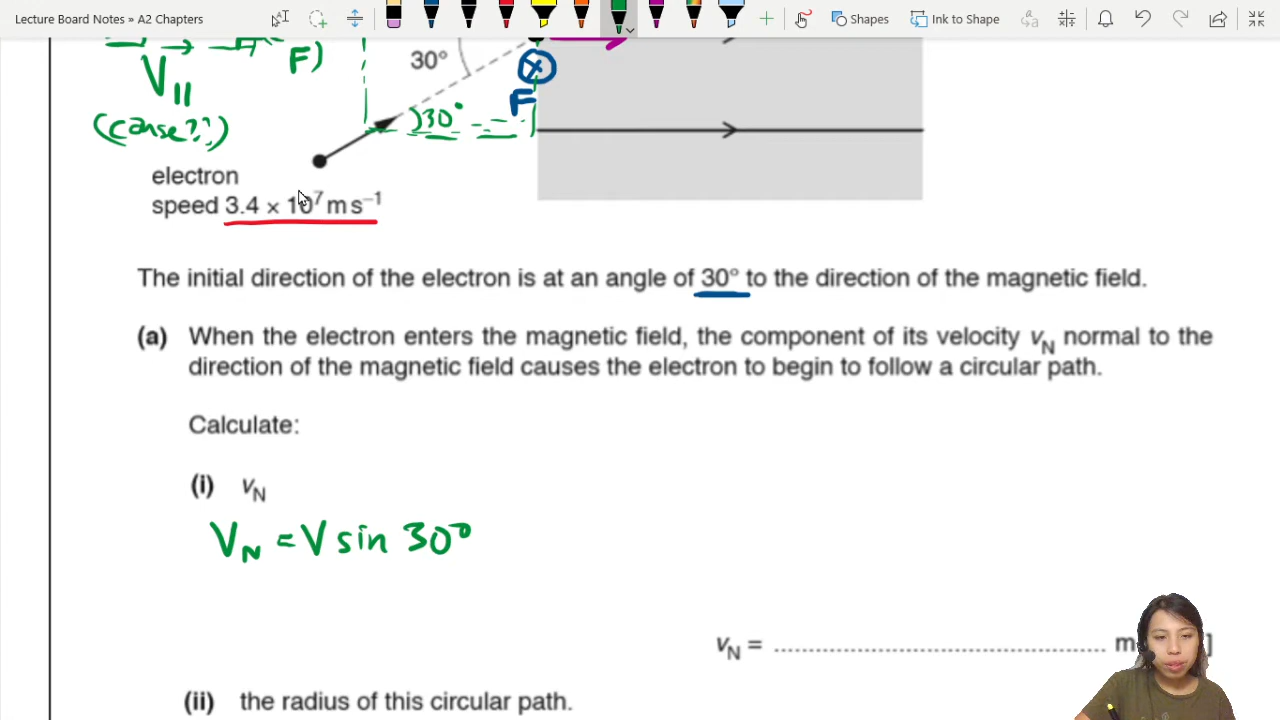 Lecture Board Notes » A2 Chapters
Shapes
Ink to Shape
F)
V||
(canse??)
30°
30°
F
electron
speed 3.4 × 10⁷ m s⁻¹
The initial direction of the electron is at an angle of 30° to the direction of the magnetic field.
(a) When the electron enters the magnetic field, the component of its velocity vN normal to the
direction of the magnetic field causes the electron to begin to follow a circular path.
Calculate:
(i) vN
VN = V sin 30°
vN = ............................................ m ]
(ii) the radius of this circular path.